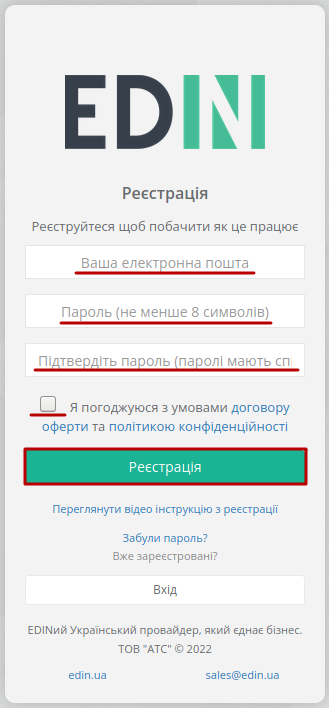 EDIN
Реєстрація
Реєструйтеся щоб побачити як це працює
Ваша електронна пошта
Пароль (не менше 8 символів)
Підтвердіть пароль (паролі мають спі
Я погоджуюся з умовами договору
оферти та політикою конфіденційності
Реєстрація
Переглянути відео інструкцію з реєстрації
Забули пароль?
Вже зареєстровані?
Вхід
EDINий Український провайдер, який єднає бізнес.
ТОВ "АТС" © 2022
edin.ua sales@edin.ua